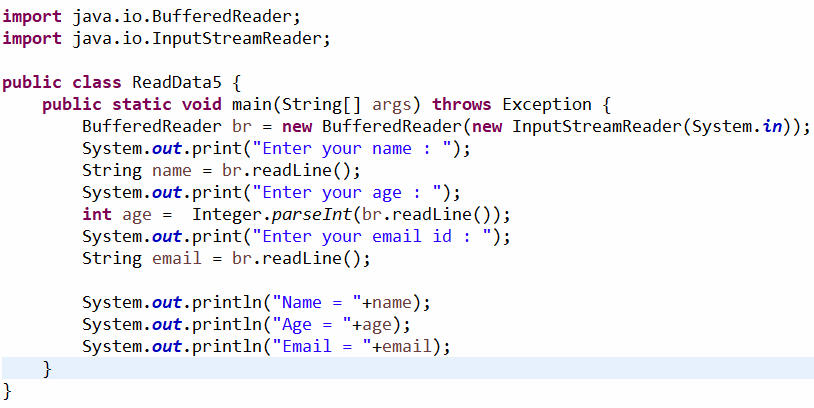 import java.io.BufferedReader;
import java.io.InputStreamReader;

public class ReadData5 {
    public static void main(String[] args) throws Exception {
        BufferedReader br = new BufferedReader(new InputStreamReader(System.in));
        System.out.print("Enter your name : ");
        String name = br.readLine();
        System.out.print("Enter your age : ");
        int age =  Integer.parseInt(br.readLine());
        System.out.print("Enter your email id : ");
        String email = br.readLine();

        System.out.println("Name = "+name);
        System.out.println("Age = "+age);
        System.out.println("Email = "+email);
    }
}